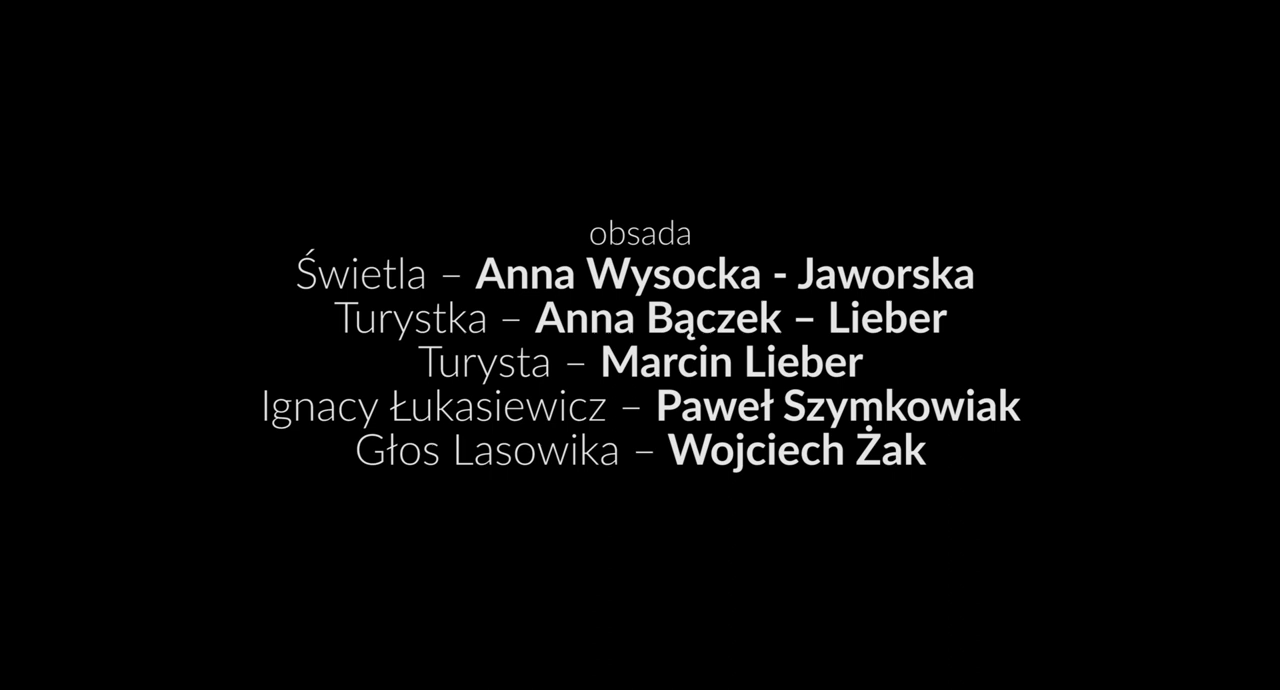 obsada
Świetla – Anna Wysocka - Jaworska
Turystka – Anna Bączek – Lieber
Turysta – Marcin Lieber
Ignacy Łukasiewicz – Paweł Szymkowiak
Głos Lasowika – Wojciech Żak